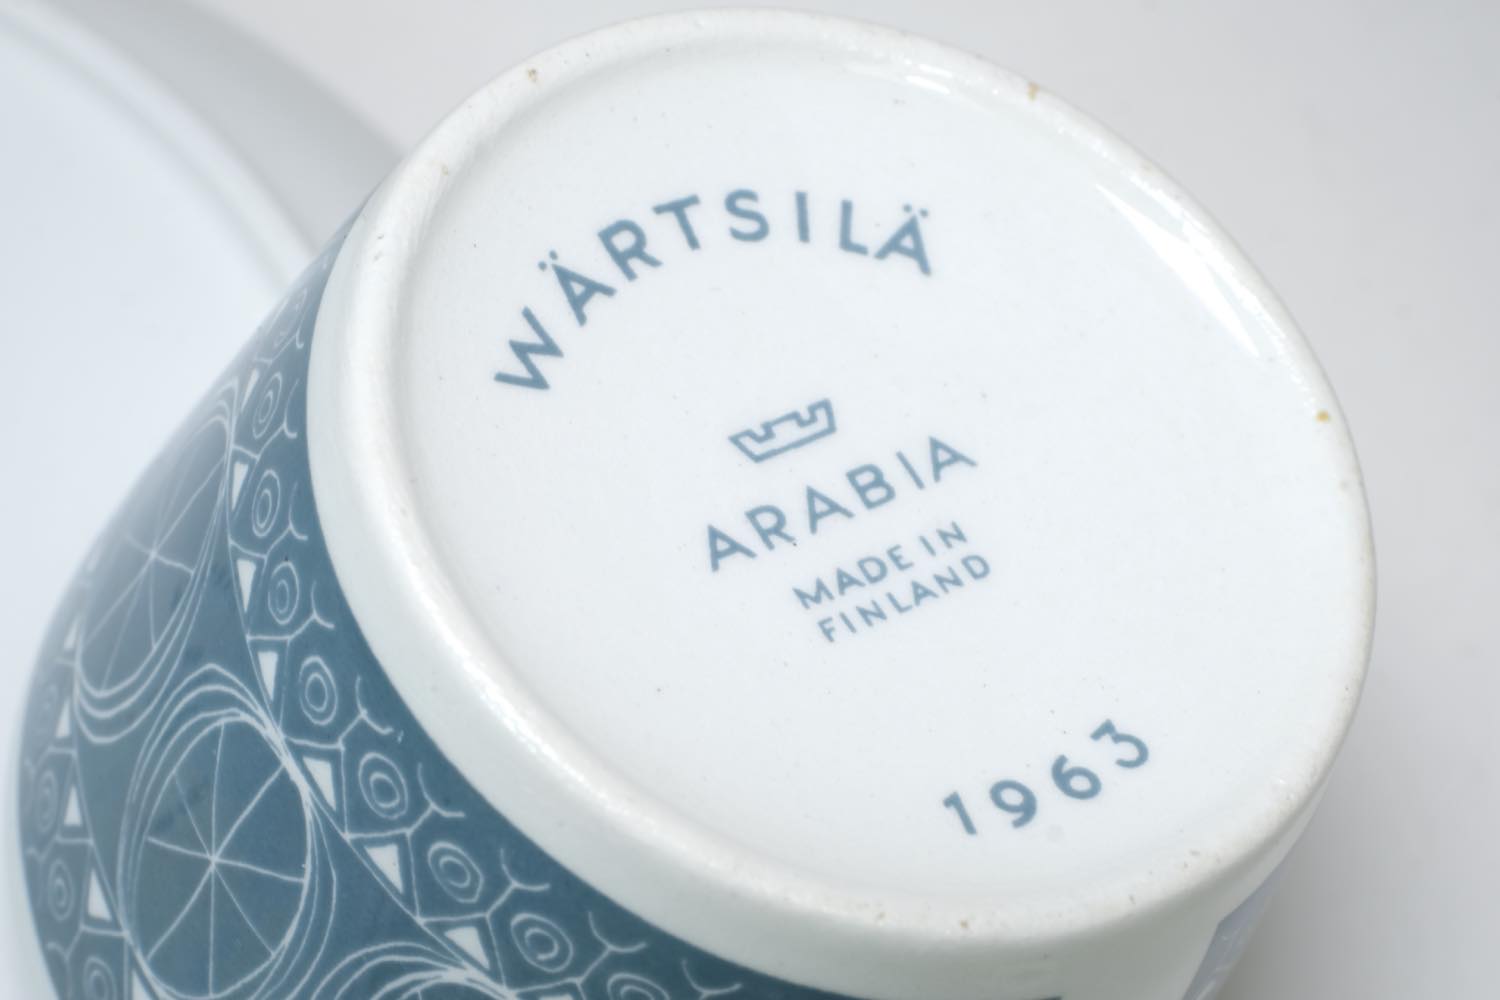 WÄRTSILÄ
ARABIA
MADE IN
FINLAND
1963